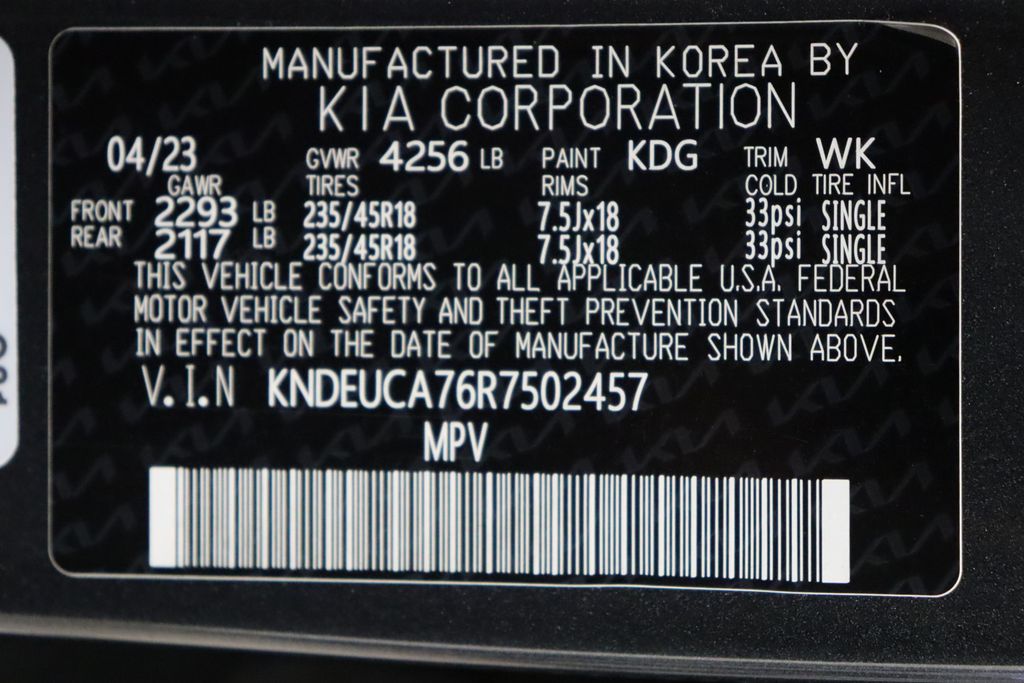 MANUFACTURED IN KOREA BY
KIA CORPORATION
04/23 GVWR 4256 LB PAINT KDG TRIM WK
GAWR TIRES RIMS COLD TIRE INFL
FRONT 2293 LB 235/45R18 7.5Jx18 33psi SINGLE
REAR 2117 LB 235/45R18 7.5Jx18 33psi SINGLE
THIS VEHICLE CONFORMS TO ALL APPLICABLE U.S.A. FEDERAL
MOTOR VEHICLE SAFETY AND THEFT PREVENTION STANDARDS
IN EFFECT ON THE DATE OF MANUFACTURE SHOWN ABOVE.
V.I.N KNDEUCA76R7502457
MPV